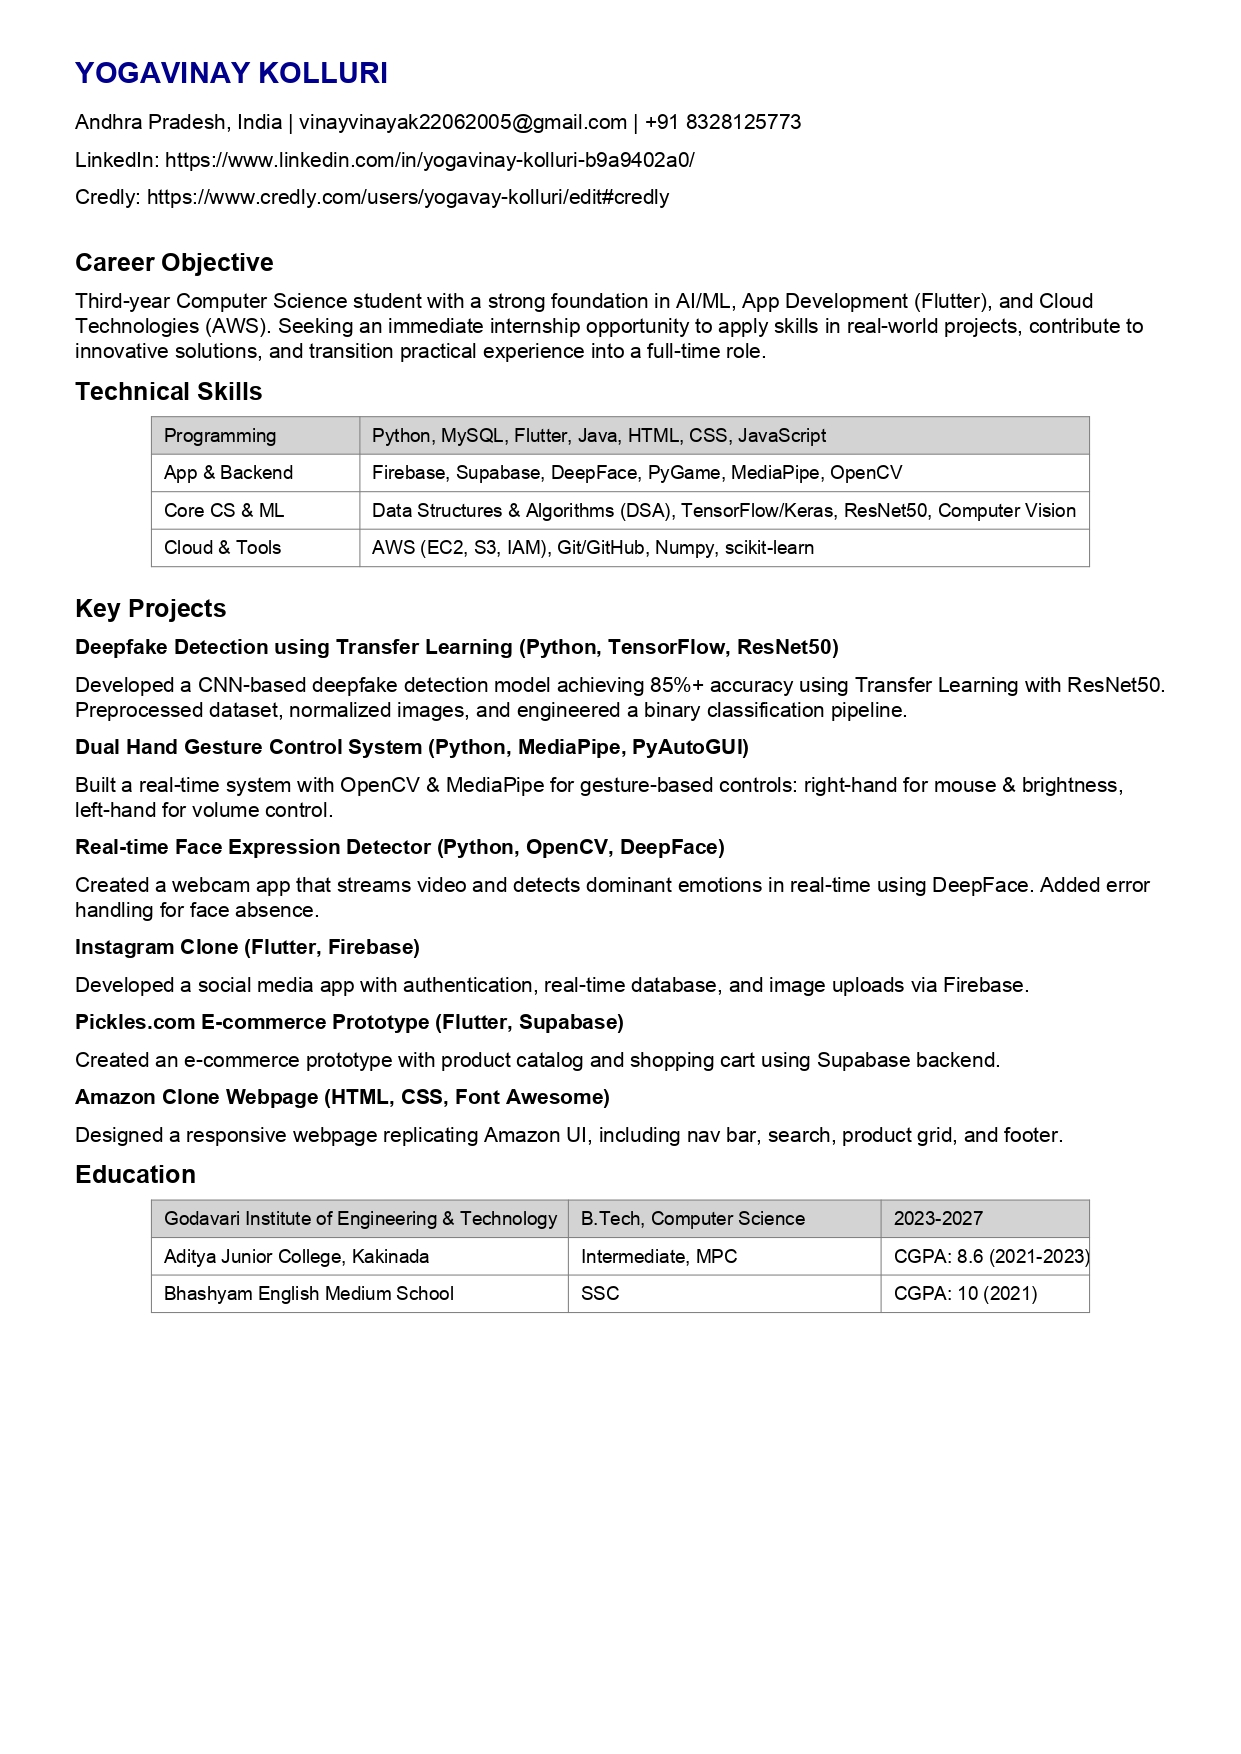 YOGAVINAY KOLLURI
Andhra Pradesh, India | vinayvinayak22062005@gmail.com | +91 8328125773
LinkedIn: https://www.linkedin.com/in/yogavinay-kolluri-b9a9402a0/
Credly: https://www.credly.com/users/yogavay-kolluri/edit#credly
Career Objective
Third-year Computer Science student with a strong foundation in AI/ML, App Development (Flutter), and Cloud
Technologies (AWS). Seeking an immediate internship opportunity to apply skills in real-world projects, contribute to
innovative solutions, and transition practical experience into a full-time role.
Technical Skills
Programming Python, MySQL, Flutter, Java, HTML, CSS, JavaScript
App & Backend Firebase, Supabase, DeepFace, PyGame, MediaPipe, OpenCV
Core CS & ML Data Structures & Algorithms (DSA), TensorFlow/Keras, ResNet50, Computer Vision
Cloud & Tools AWS (EC2, S3, IAM), Git/GitHub, Numpy, scikit-learn
Key Projects
Deepfake Detection using Transfer Learning (Python, TensorFlow, ResNet50)
Developed a CNN-based deepfake detection model achieving 85%+ accuracy using Transfer Learning with ResNet50.
Preprocessed dataset, normalized images, and engineered a binary classification pipeline.
Dual Hand Gesture Control System (Python, MediaPipe, PyAutoGUI)
Built a real-time system with OpenCV & MediaPipe for gesture-based controls: right-hand for mouse & brightness,
left-hand for volume control.
Real-time Face Expression Detector (Python, OpenCV, DeepFace)
Created a webcam app that streams video and detects dominant emotions in real-time using DeepFace. Added error
handling for face absence.
Instagram Clone (Flutter, Firebase)
Developed a social media app with authentication, real-time database, and image uploads via Firebase.
Pickles.com E-commerce Prototype (Flutter, Supabase)
Created an e-commerce prototype with product catalog and shopping cart using Supabase backend.
Amazon Clone Webpage (HTML, CSS, Font Awesome)
Designed a responsive webpage replicating Amazon UI, including nav bar, search, product grid, and footer.
Education
Godavari Institute of Engineering & Technology B.Tech, Computer Science 2023-2027
Aditya Junior College, Kakinada Intermediate, MPC CGPA: 8.6 (2021-2023)
Bhashyam English Medium School SSC CGPA: 10 (2021)